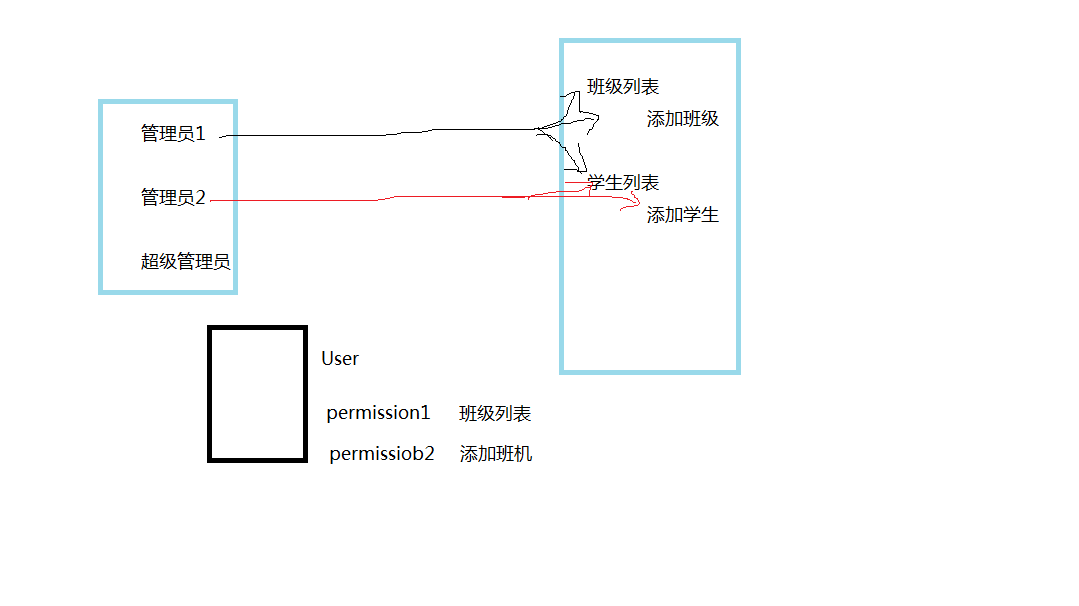 班级列表
添加班级
管理员1
学生列表
管理员2
添加学生
超级管理员
User
permission1 班级列表
permissiob2 添加班机